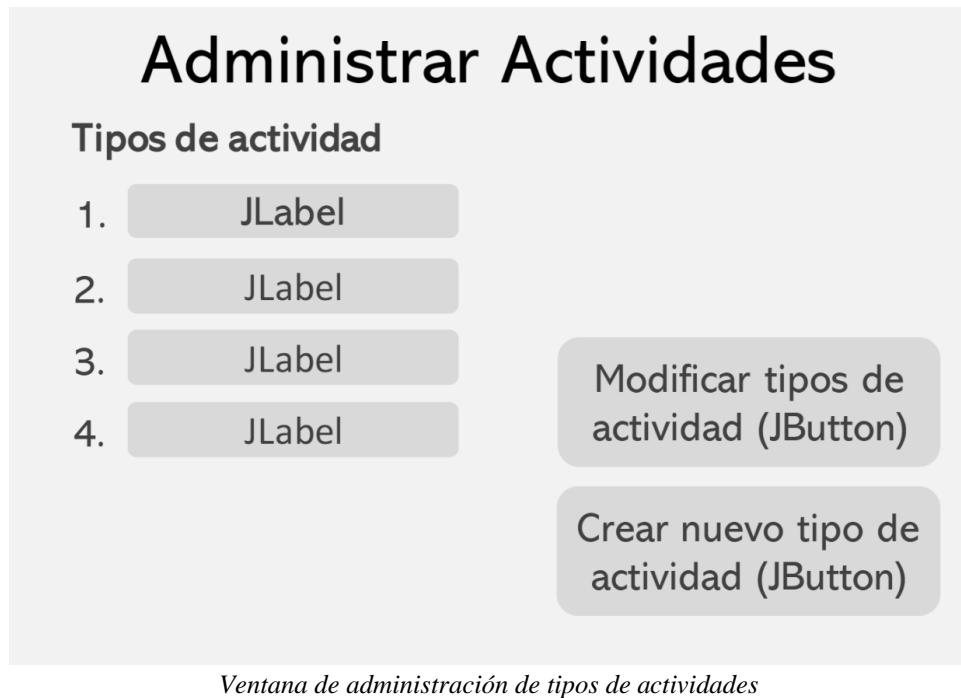 Administrar Actividades
Tipos de actividad
1. JLabel
2. JLabel
3. JLabel
4. JLabel
Modificar tipos de
actividad (JButton)
Crear nuevo tipo de
actividad (JButton)
Ventana de administración de tipos de actividades